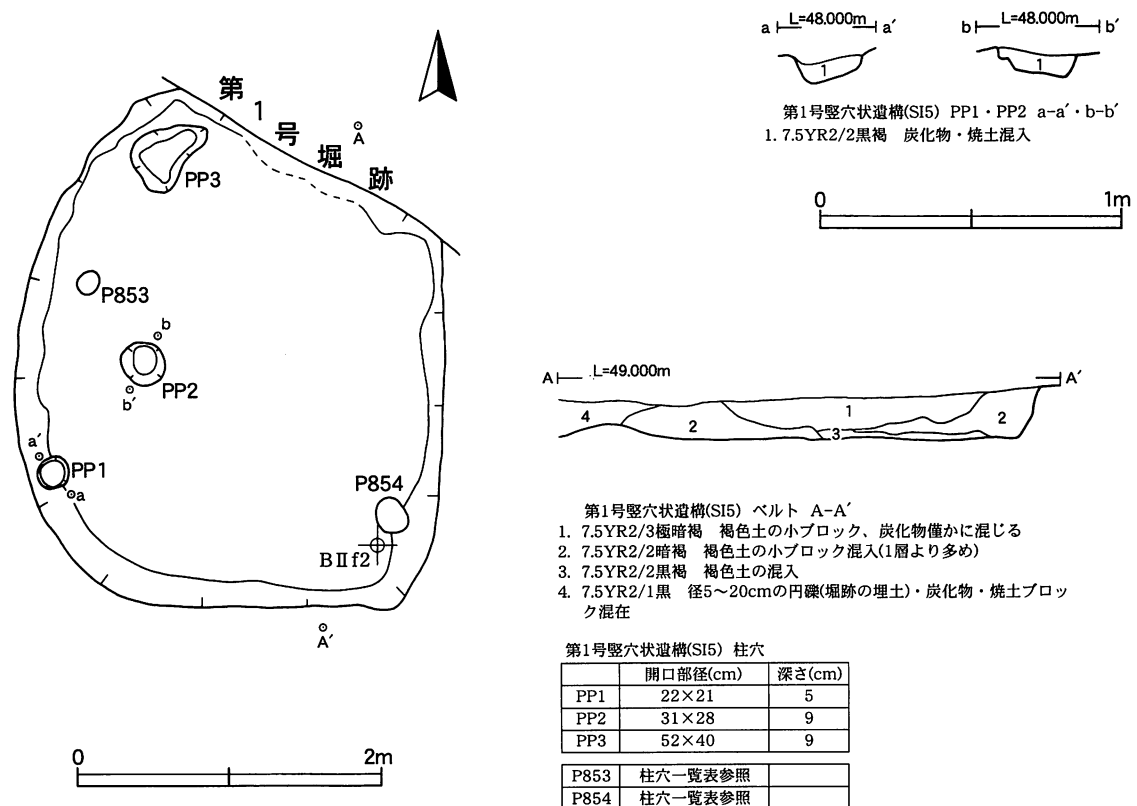 第1号堀跡
A
PP3
P853
b
PP2
b′
a′
PP1
a
P854
BⅡf2
A′
0 2m
a L=48.000m a′
1
b L=48.000m b′
1
第1号竪穴状遺構(SI5) PP1・PP2 a-a′・b-b′
1. 7.5YR2/2黒褐 炭化物・焼土混入
0 1m
A L=49.000m A′
4 2 3 1 2
第1号竪穴状遺構(SI5) ベルト A-A′
1. 7.5YR2/3極暗褐 褐色土の小ブロック、炭化物僅かに混じる
2. 7.5YR2/2暗褐 褐色土の小ブロック混入(1層より多め)
3. 7.5YR2/2黒褐 褐色土の混入
4. 7.5YR2/1黒 径5〜20cmの円礫(堀跡の埋土)・炭化物・焼土ブロッ
ク混在
第1号竪穴状遺構(SI5) 柱穴
開口部径(cm) 深さ(cm)
PP1 22×21 5
PP2 31×28 9
PP3 52×40 9
P853 柱穴一覧表参照
P854 柱穴一覧表参照